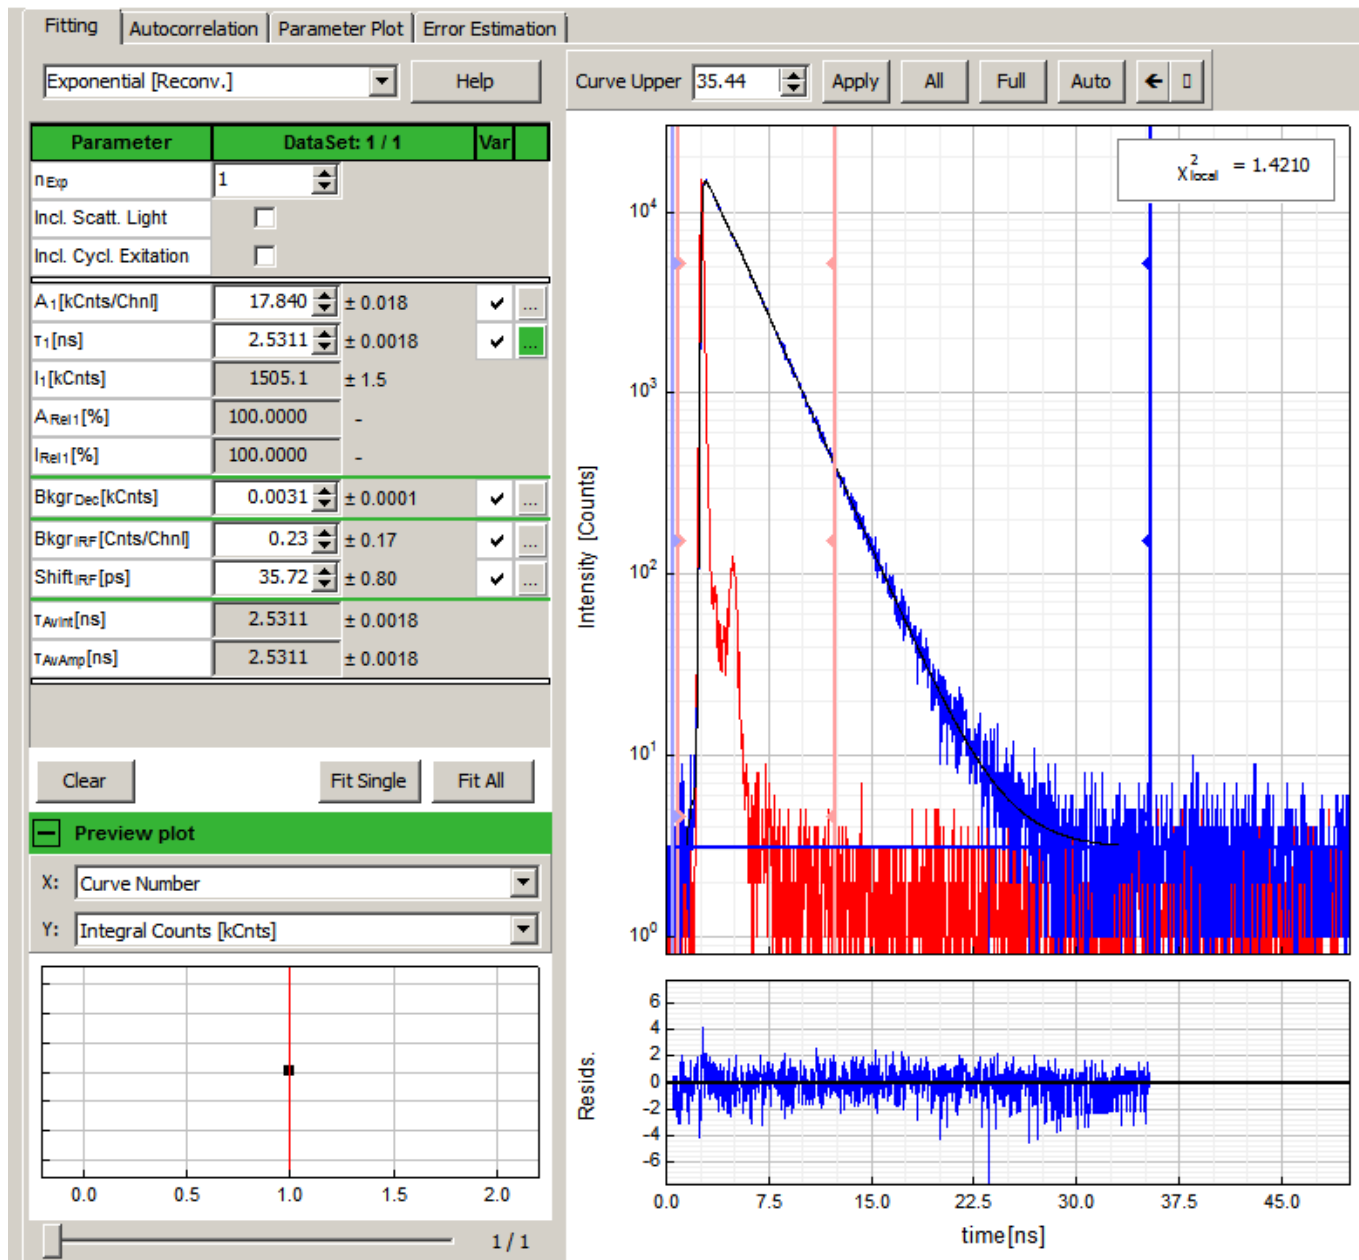 Fitting Autocorrelation Parameter Plot Error Estimation
Exponential [Reconv.] Help
Parameter DataSet: 1 / 1 Var
nExp 1
Incl. Scatt. Light
Incl. Cycl. Exitation
A1[kCnts/Chnl] 17.840 ± 0.018 ...
τ1[ns] 2.5311 ± 0.0018 ...
I1[kCnts] 1505.1 ± 1.5
ARel1[%] 100.0000 -
IRel1[%] 100.0000 -
BkgrDec[kCnts] 0.0031 ± 0.0001 ...
BkgrIRF[Cnts/Chnl] 0.23 ± 0.17 ...
ShiftIRF[ps] 35.72 ± 0.80 ...
τAvInt[ns] 2.5311 ± 0.0018
τAvAmp[ns] 2.5311 ± 0.0018
Clear Fit Single Fit All
Preview plot
X: Curve Number
Y: Integral Counts [kCnts]
0.0 0.5 1.0 1.5 2.0
1 / 1
Curve Upper 35.44 Apply All Full Auto
X²local = 1.4210
Intensity [Counts]
10⁴
10³
10²
10¹
10⁰
Resids.
6
4
2
0
-2
-4
-6
0.0 7.5 15.0 22.5 30.0 37.5 45.0
time[ns]